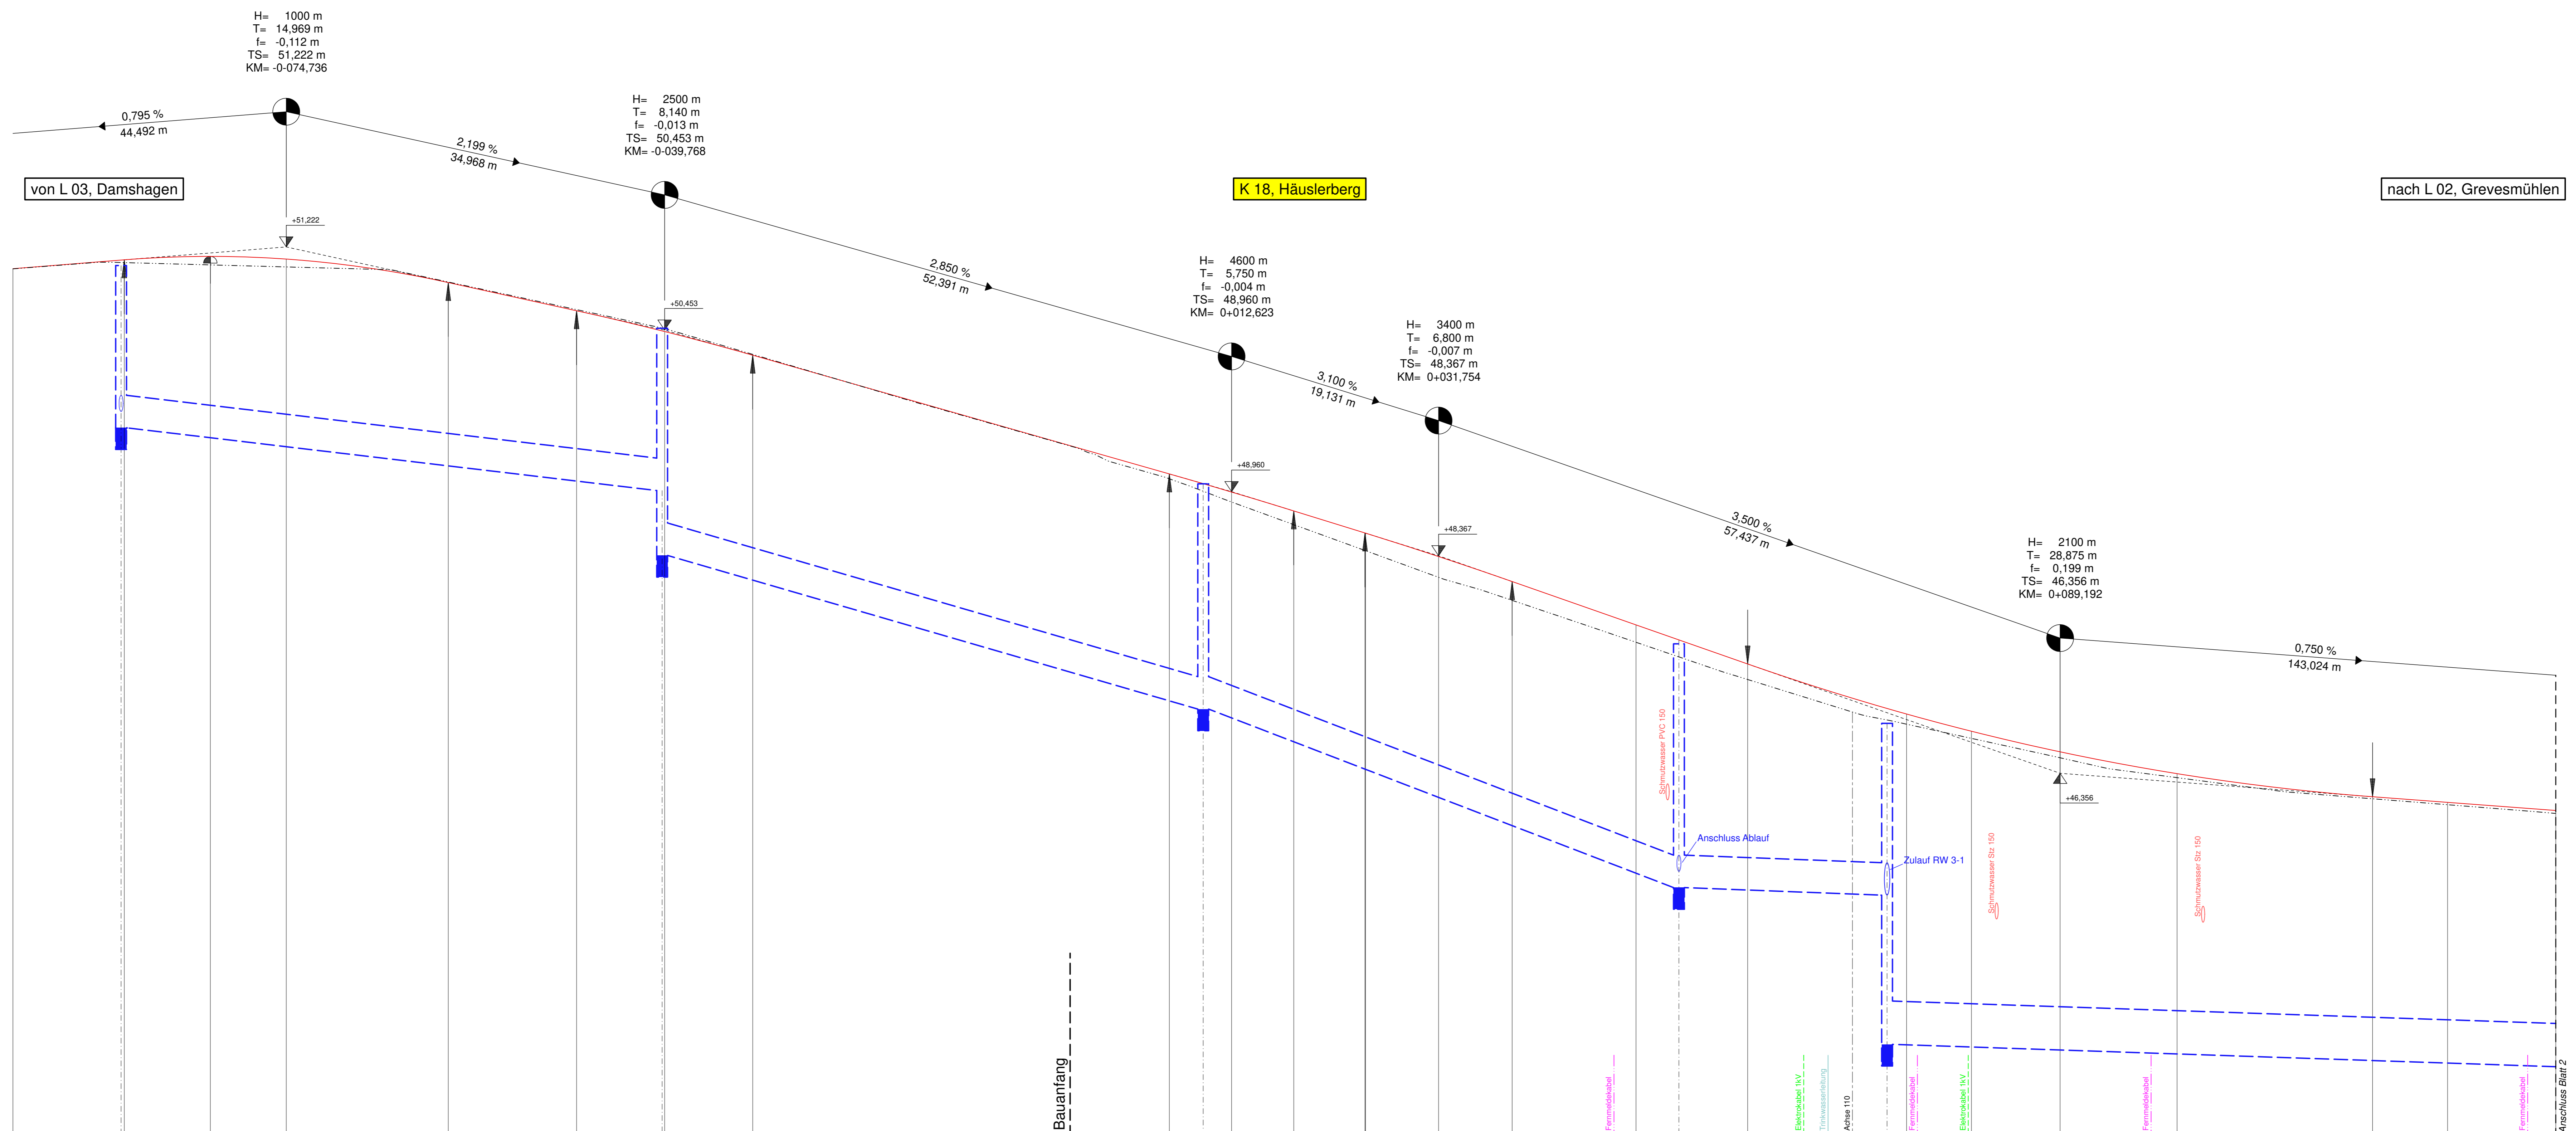 H= 1000 m
T= 14,969 m
f= -0,112 m
TS= 51,222 m
KM= -0-074,736
H= 2500 m
T= 8,140 m
f= -0,013 m
TS= 50,453 m
KM= -0-039,768
0,795 %
44,492 m
2,199 %
34,968 m
von L 03, Damshagen
K 18, Häuslerberg
nach L 02, Grevesmühlen
+51,222
H= 4600 m
T= 5,750 m
f= -0,004 m
TS= 48,960 m
KM= 0+012,623
2,850 %
52,391 m
+50,453
H= 3400 m
T= 6,800 m
f= -0,007 m
TS= 48,367 m
KM= 0+031,754
3,100 %
19,131 m
+48,960
3,500 %
57,437 m
+48,367
H= 2100 m
T= 28,875 m
f= 0,199 m
TS= 46,356 m
KM= 0+089,192
0,750 %
143,024 m
Schmutzwasser PVC 150
+46,356
Anschluss Ablauf
Zulauf RW 3-1
Schmutzwasser Stz 150
Schmutzwasser Stz 150
Bauanfang
Fernmeldekabel
Elektrokabel 1kV
Trinkwasserleitung
Achse 110
Fernmeldekabel
Elektrokabel 1kV
Fernmeldekabel
Fernmeldekabel
Anschluss Blatt 2